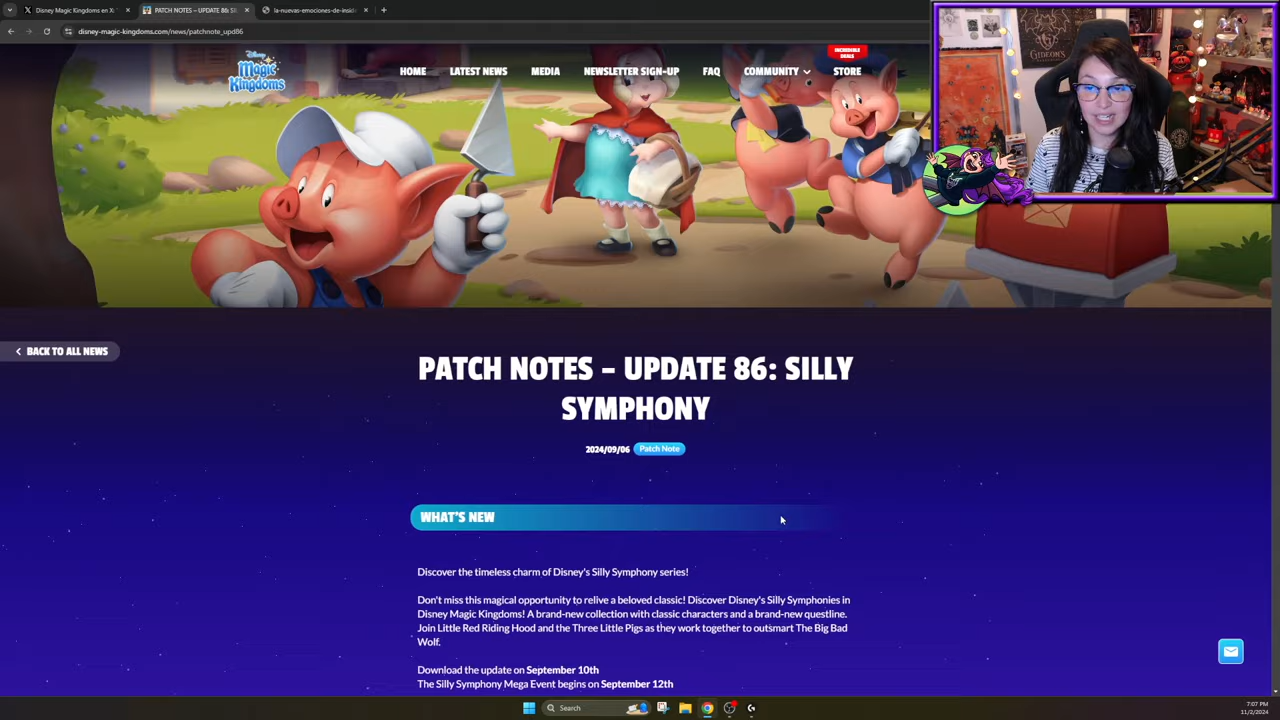 Disney Magic Kingdoms en X: "
PATCH NOTES – UPDATE 86: SI
la-nuevas-emociones-de-insid
disney-magic-kingdoms.com/news/patchnote_upd86
Disney
Magic
Kingdoms
HOME
LATEST NEWS
MEDIA
NEWSLETTER SIGN-UP
FAQ
COMMUNITY
INCREDIBLE
DEALS
STORE
GIDEON'S
BACK TO ALL NEWS
PATCH NOTES – UPDATE 86: SILLY
SYMPHONY
2024/09/06 Patch Note
WHAT'S NEW
Discover the timeless charm of Disney's Silly Symphony series!
Don't miss this magical opportunity to relive a beloved classic! Discover Disney's Silly Symphonies in
Disney Magic Kingdoms! A brand-new collection with classic characters and a brand-new questline.
Join Little Red Riding Hood and the Three Little Pigs as they work together to outsmart The Big Bad
Wolf.
Download the update on September 10th
The Silly Symphony Mega Event begins on September 12th
Search
7:07 PM
11/2/2024